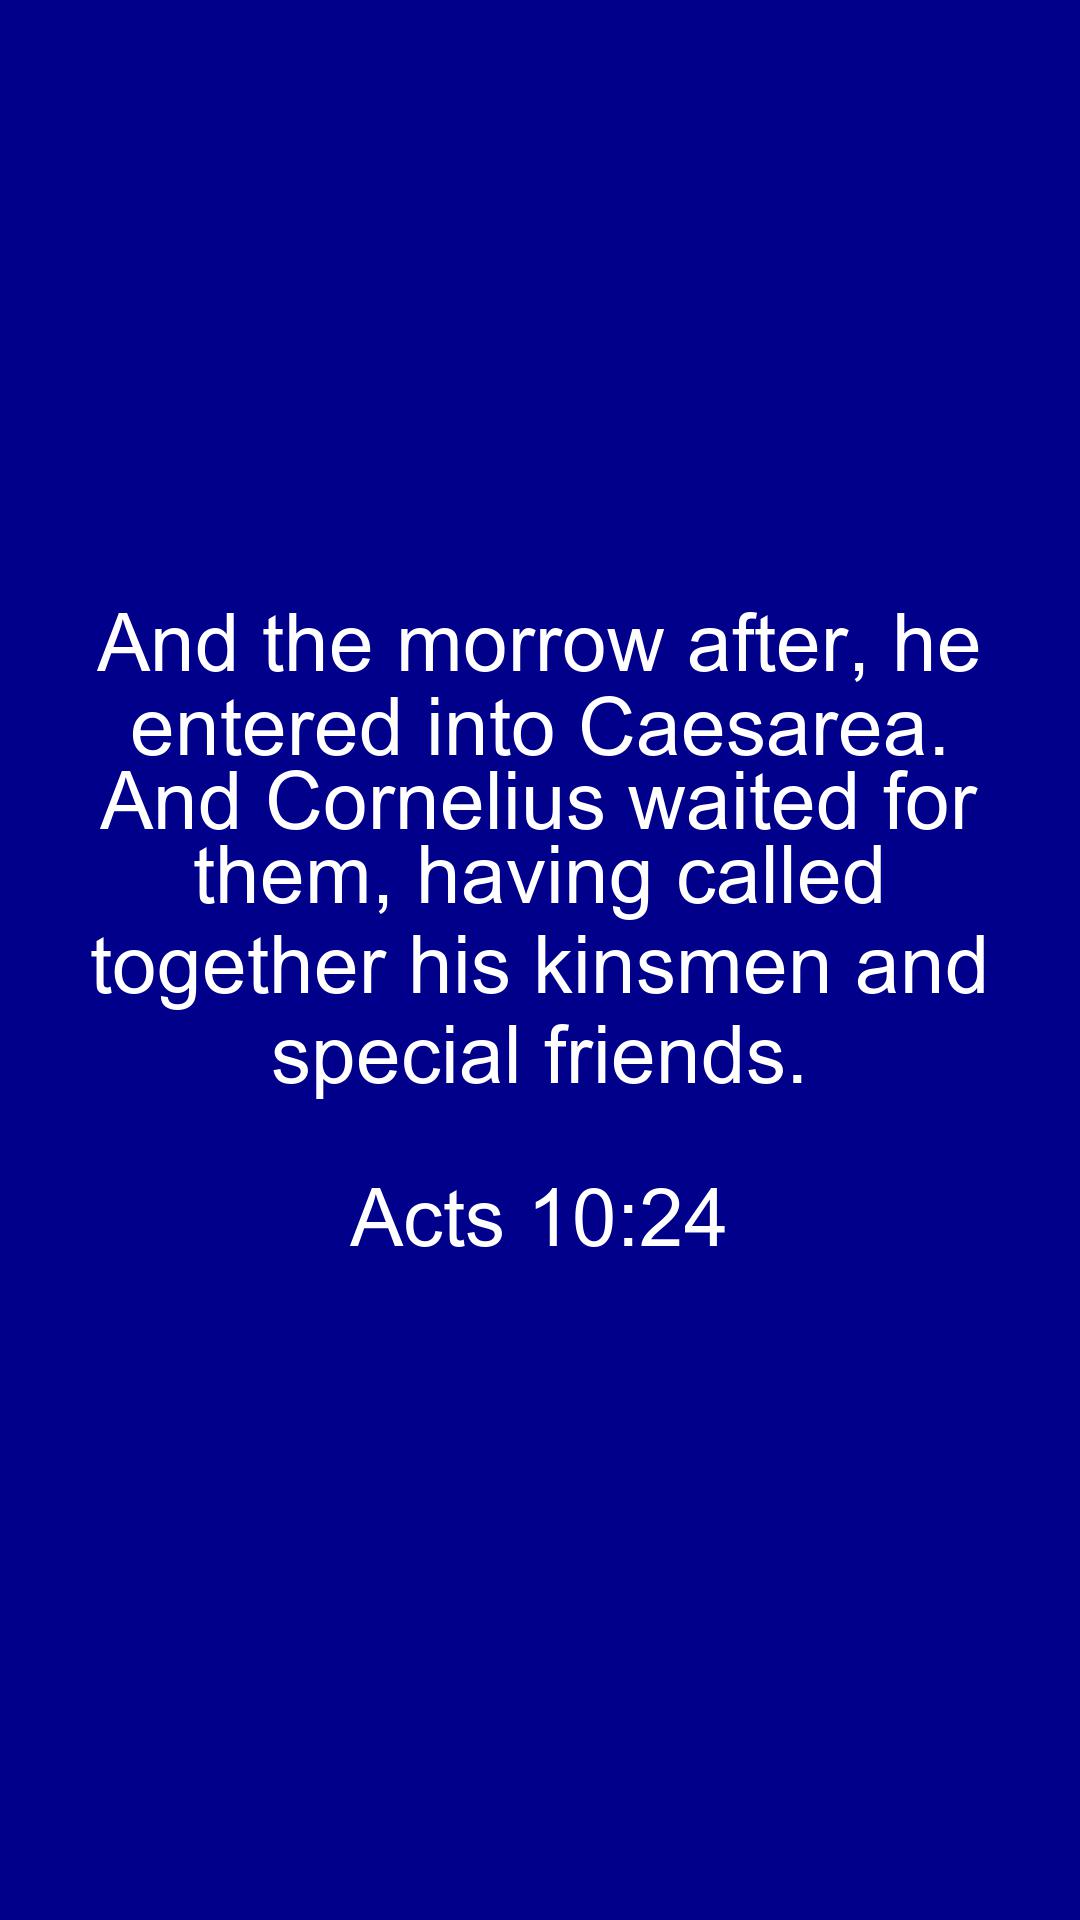 And the morrow after, he
entered into Caesarea.
And Cornelius waited for
them, having called
together his kinsmen and
special friends.
Acts 10:24